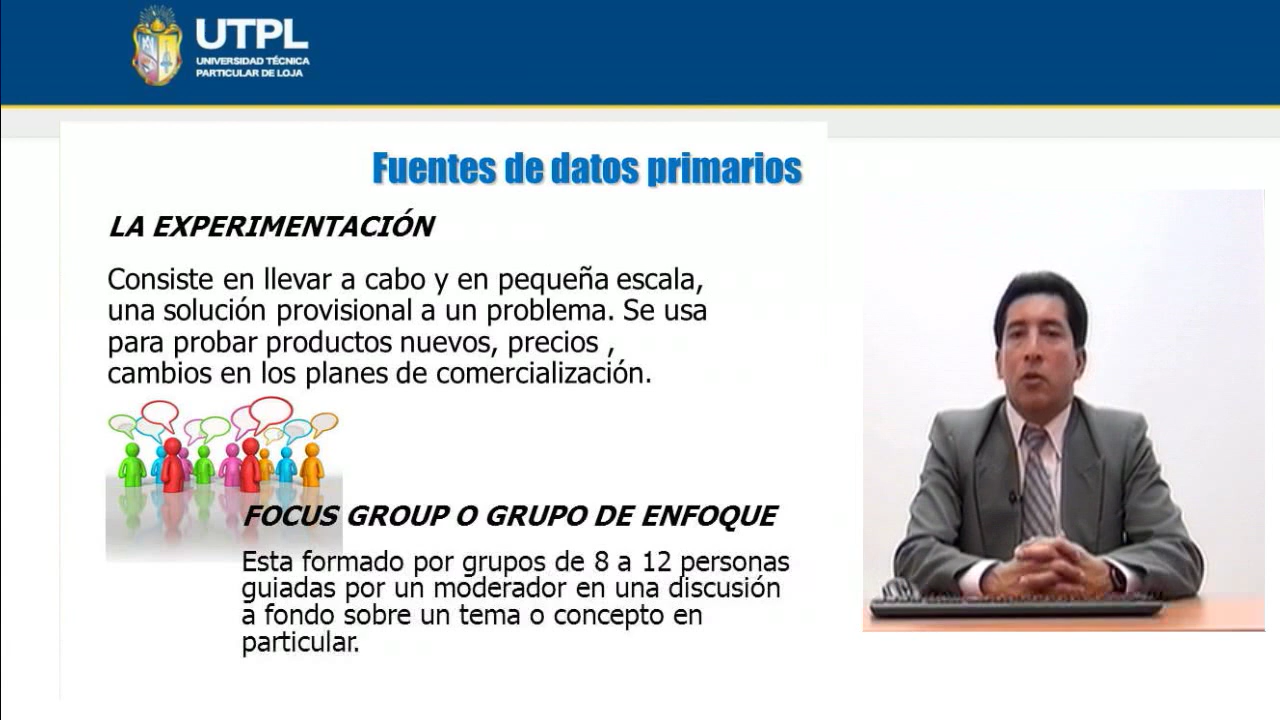 UTPL
UNIVERSIDAD TÉCNICA
PARTICULAR DE LOJA
Fuentes de datos primarios
LA EXPERIMENTACIÓN
Consiste en llevar a cabo y en pequeña escala,
una solución provisional a un problema. Se usa
para probar productos nuevos, precios ,
cambios en los planes de comercialización.
FOCUS GROUP O GRUPO DE ENFOQUE
Esta formado por grupos de 8 a 12 personas
guiadas por un moderador en una discusión
a fondo sobre un tema o concepto en
particular.